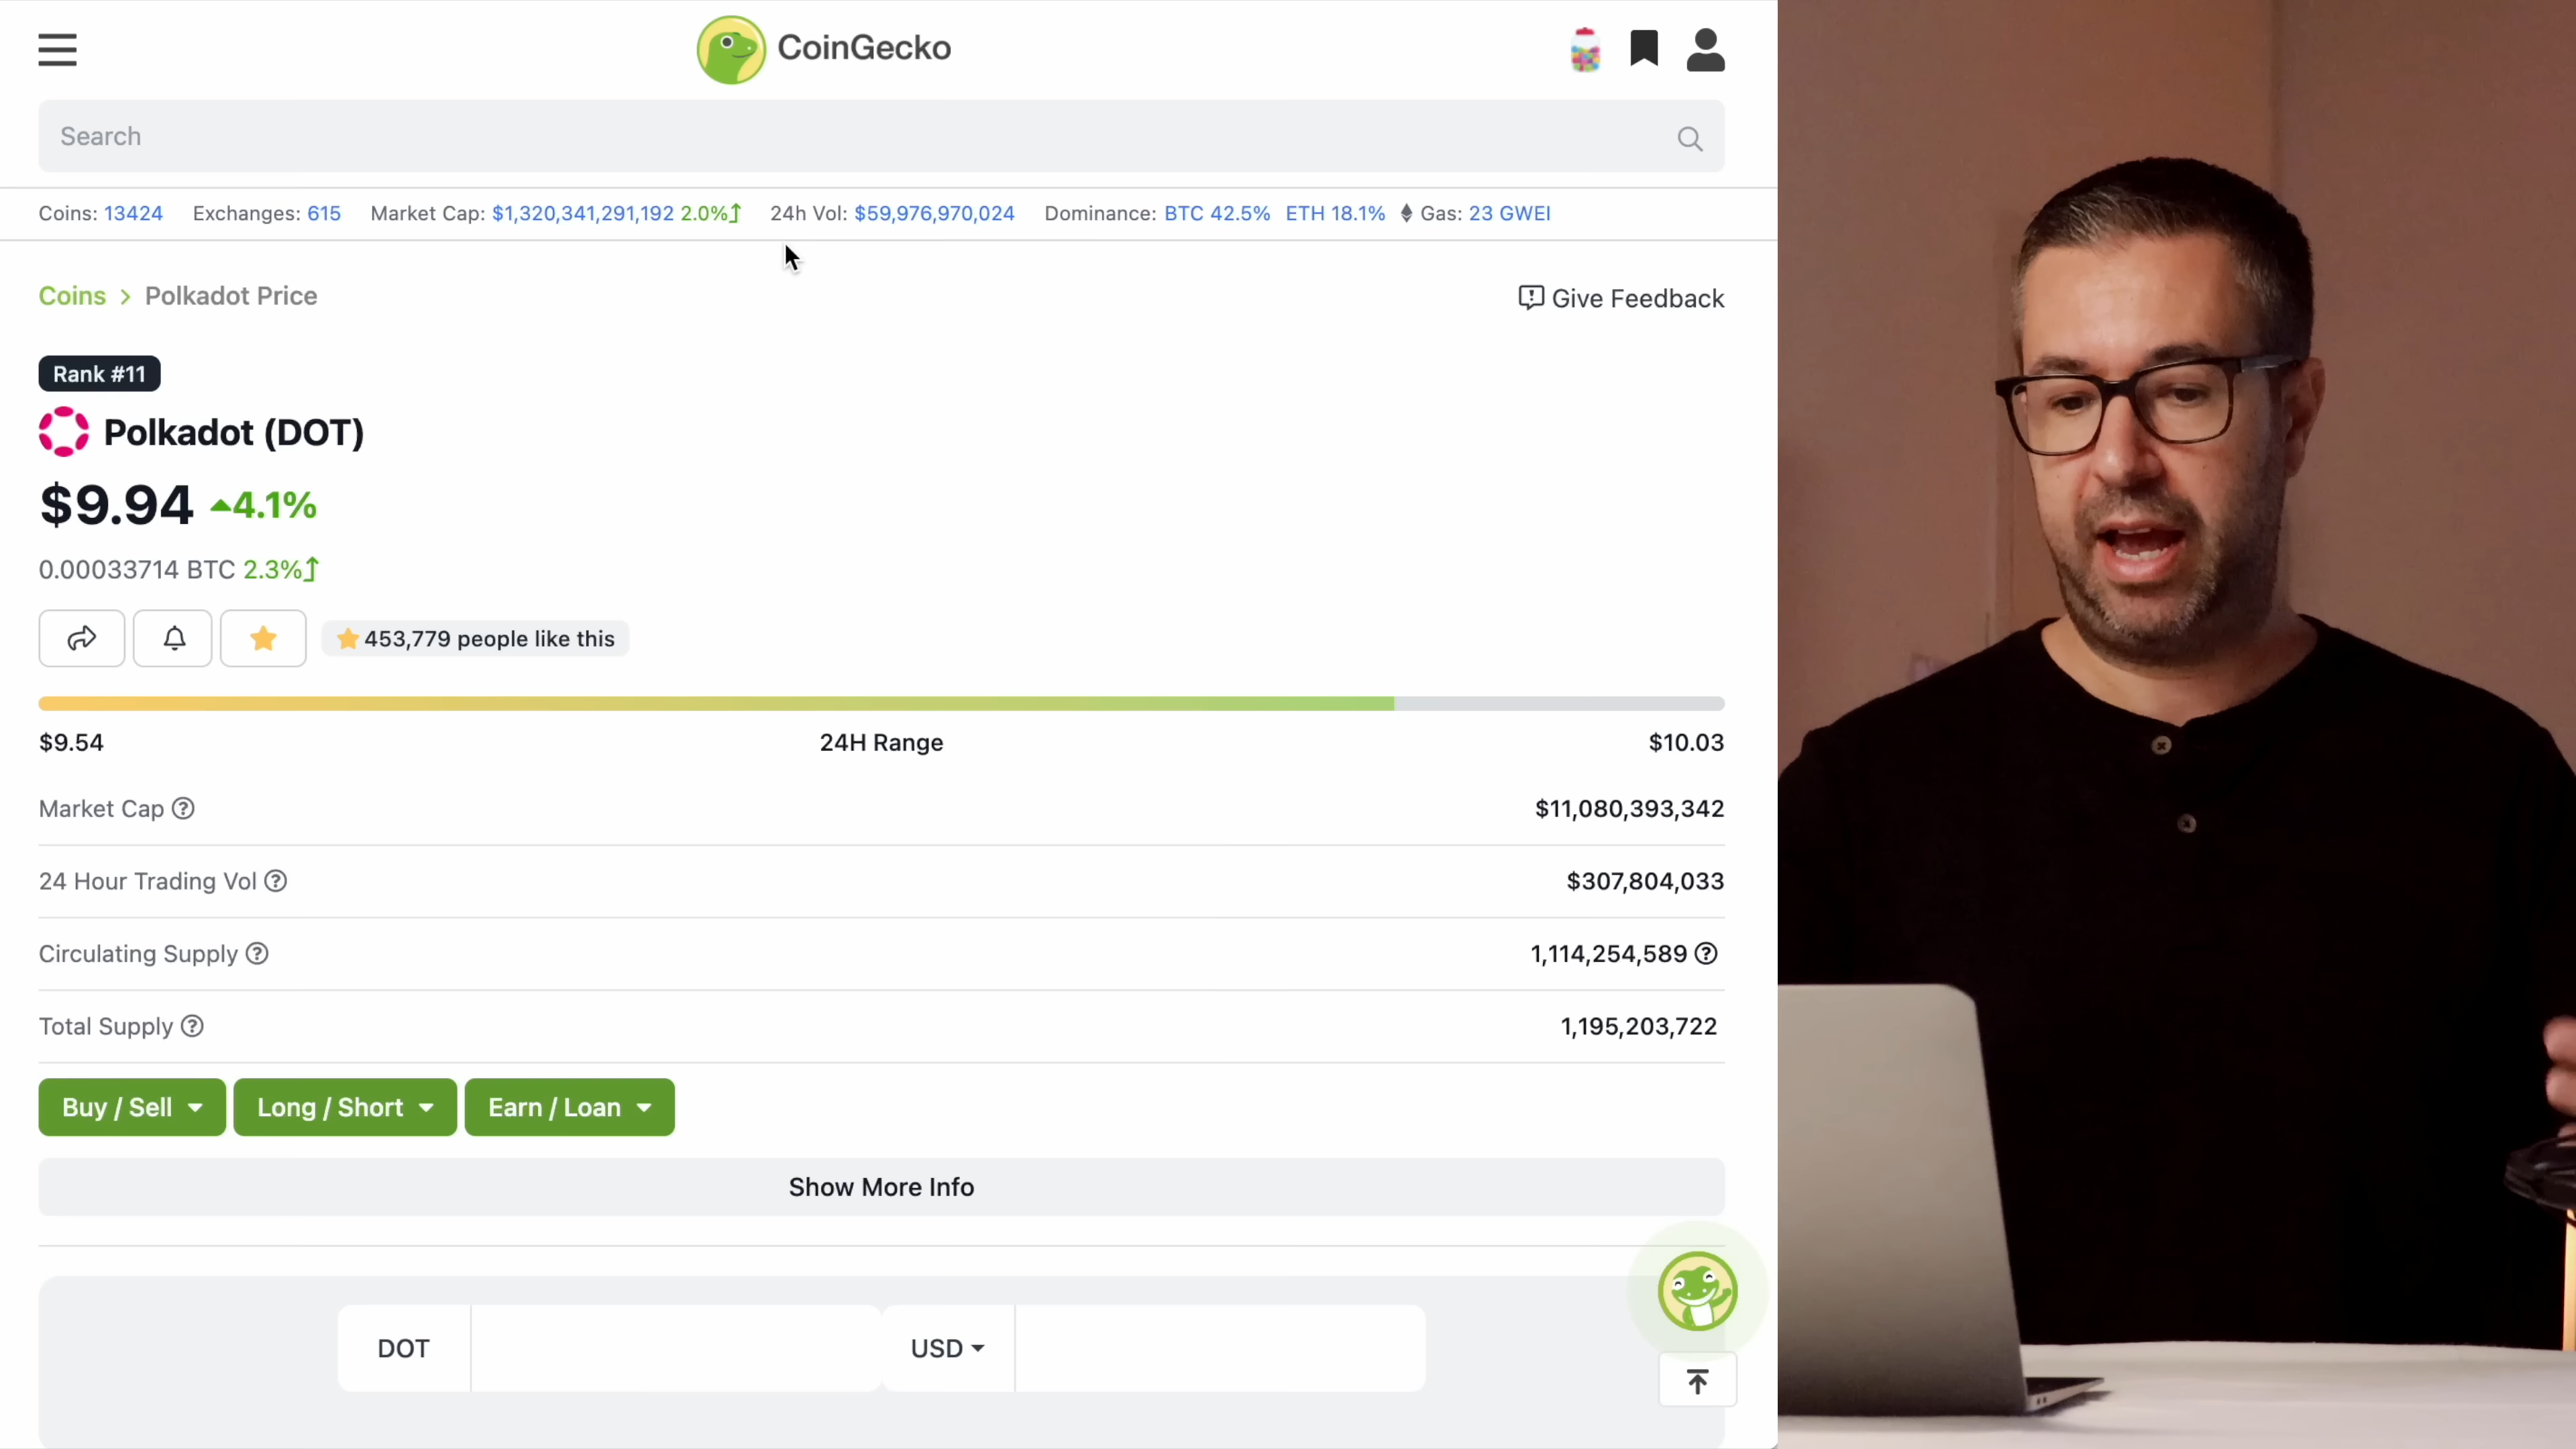 CoinGecko
Search
Coins: 13424 Exchanges: 615 Market Cap: $1,320,341,291,192 2.0% 24h Vol: $59,976,970,024 Dominance: BTC 42.5% ETH 18.1% Gas: 23 GWEI
Coins > Polkadot Price
Give Feedback
Rank #11
Polkadot (DOT)
$9.94 4.1%
0.00033714 BTC 2.3%
453,779 people like this
$9.54 24H Range $10.03
Market Cap $11,080,393,342
24 Hour Trading Vol $307,804,033
Circulating Supply 1,114,254,589
Total Supply 1,195,203,722
Buy / Sell Long / Short Earn / Loan
Show More Info
DOT USD